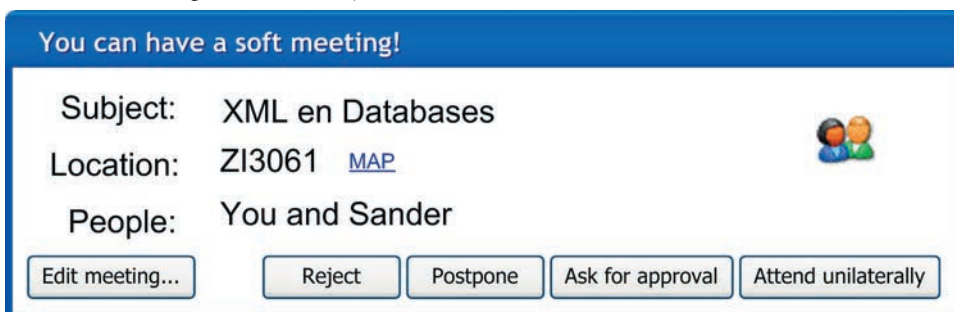 You can have a soft meeting!
Subject: XML en Databases
Location: ZI3061 MAP
People: You and Sander
Edit meeting... Reject Postpone Ask for approval Attend unilaterally